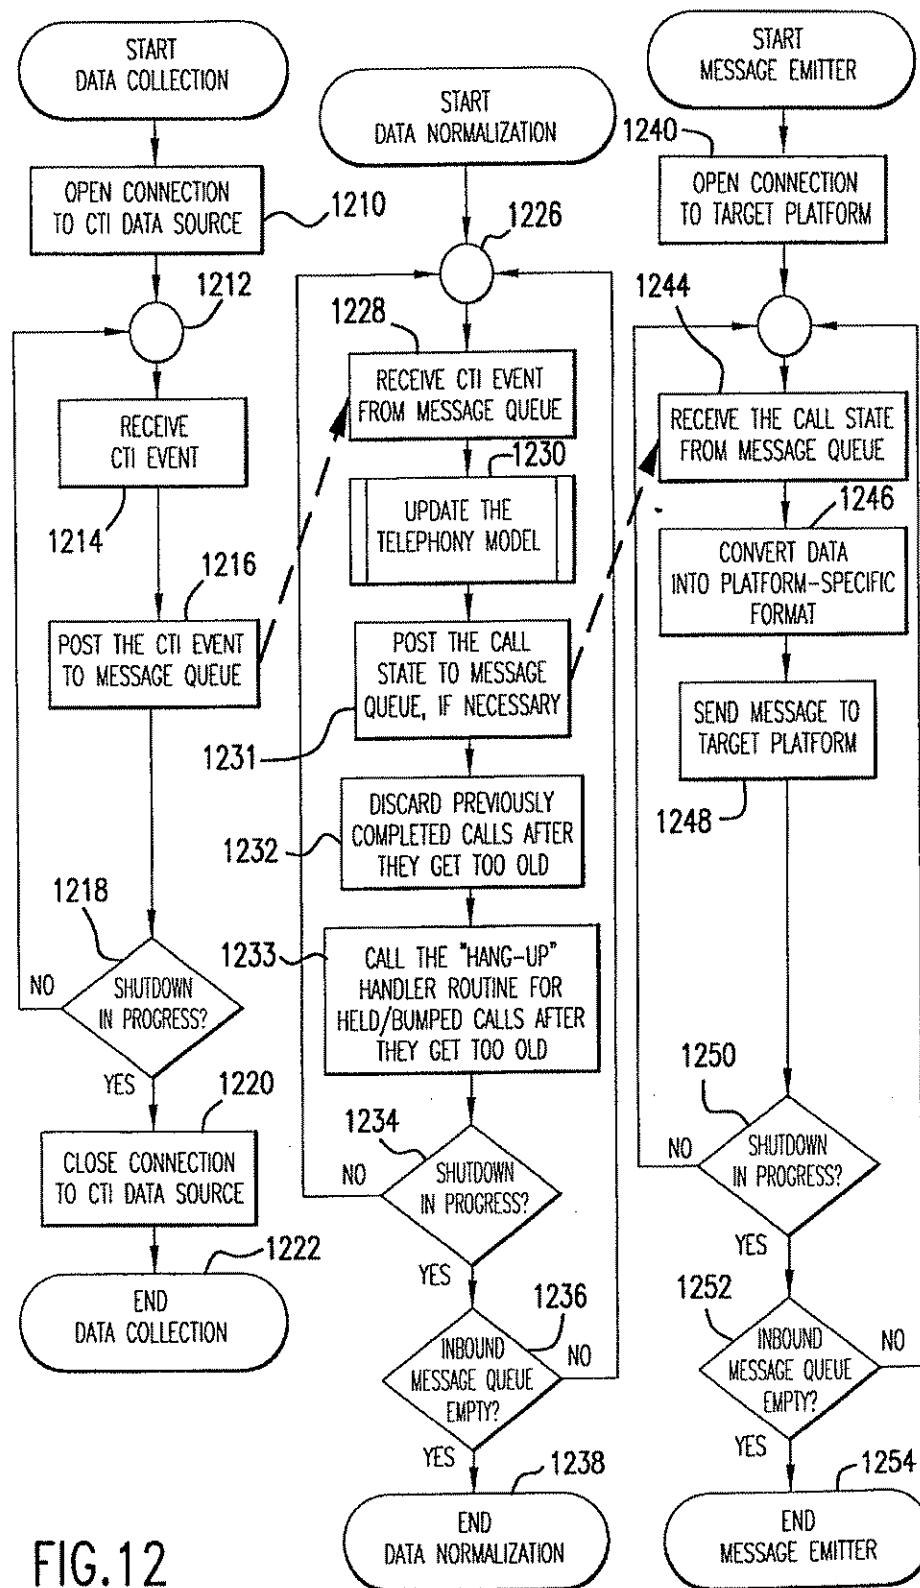 START
DATA COLLECTION
OPEN CONNECTION
TO CTI DATA SOURCE
1210
1212
RECEIVE
CTI EVENT
1214
1216
POST THE CTI EVENT
TO MESSAGE QUEUE
1218
NO
SHUTDOWN
IN PROGRESS?
YES
1220
CLOSE CONNECTION
TO CTI DATA SOURCE
1222
END
DATA COLLECTION
START
DATA NORMALIZATION
1226
1228
RECEIVE CTI EVENT
FROM MESSAGE QUEUE
1230
UPDATE THE
TELEPHONY MODEL
POST THE CALL
STATE TO MESSAGE
QUEUE, IF NECESSARY
1231
DISCARD PREVIOUSLY
COMPLETED CALLS AFTER
THEY GET TOO OLD
1232
1233
CALL THE "HANG-UP"
HANDLER ROUTINE FOR
HELD/BUMPED CALLS AFTER
THEY GET TOO OLD
1234
NO
SHUTDOWN
IN PROGRESS?
YES
1236
INBOUND
MESSAGE QUEUE
EMPTY?
NO
YES
1238
END
DATA NORMALIZATION
START
MESSAGE EMITTER
1240
OPEN CONNECTION
TO TARGET PLATFORM
1244
RECEIVE THE CALL STATE
FROM MESSAGE QUEUE
1246
CONVERT DATA
INTO PLATFORM-SPECIFIC
FORMAT
SEND MESSAGE TO
TARGET PLATFORM
1248
1250
NO
SHUTDOWN
IN PROGRESS?
YES
1252
INBOUND
MESSAGE QUEUE
EMPTY?
NO
YES
1254
END
MESSAGE EMITTER
FIG.12